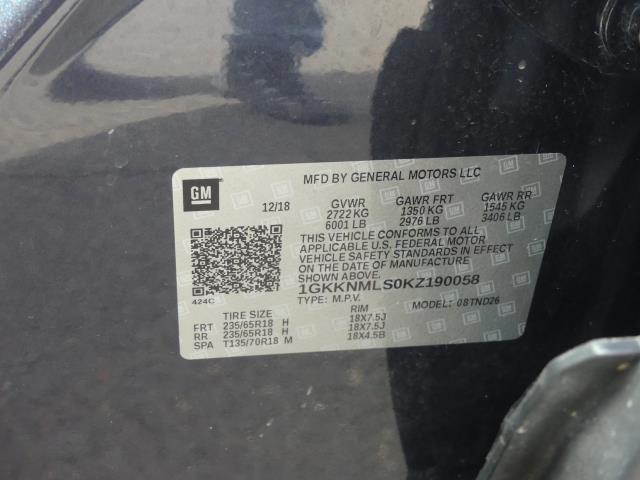 GM
MFD BY GENERAL MOTORS LLC
12/18 GVWR GAWR FRT GAWR RR
2722 KG 1350 KG 1545 KG
6001 LB 2976 LB 3406 LB
THIS VEHICLE CONFORMS TO ALL
APPLICABLE U.S. FEDERAL MOTOR
VEHICLE SAFETY STANDARDS IN EFFECT
ON THE DATE OF MANUFACTURE
SHOWN ABOVE.
1GKKNMLS0KZ190058
424C TYPE: M.P.V. MODEL: 08TND26
TIRE SIZE RIM
FRT 235/65R18 H 18X7.5J
RR 235/65R18 H 18X7.5J
SPA T135/70R18 M 18X4.5B